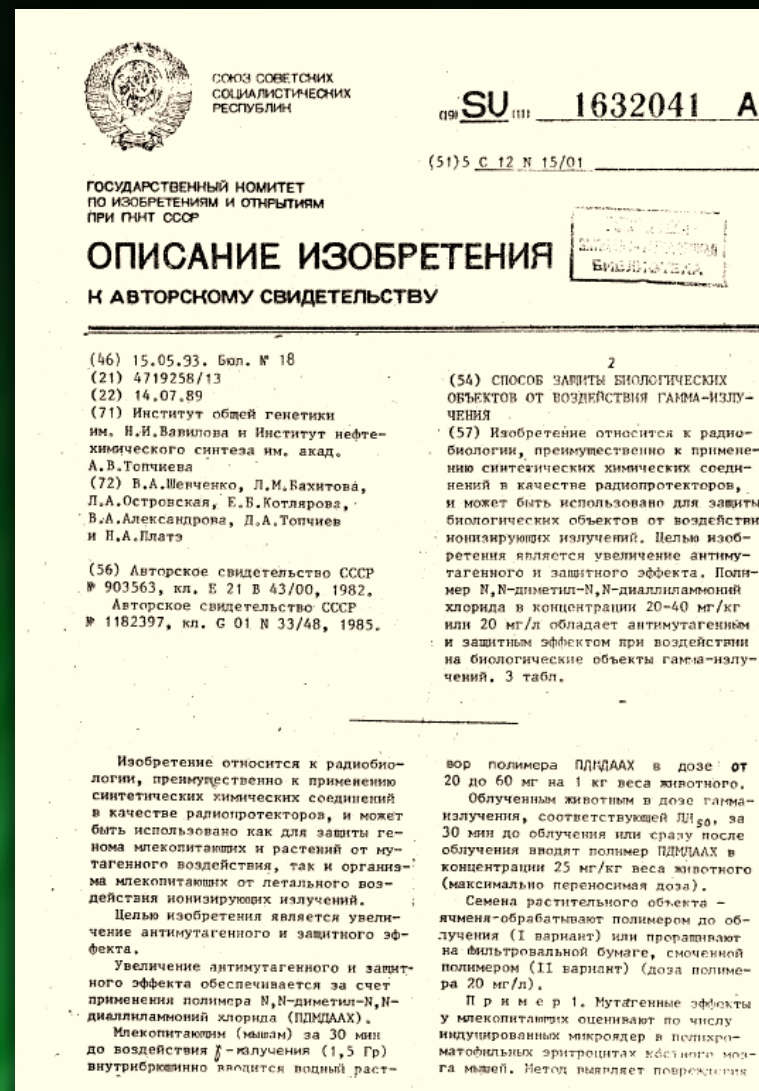 СОЮЗ СОВЕТСКИХ
СОЦИАЛИСТИЧЕСКИХ
РЕСПУБЛИК
(19) SU (11) 1632041 A
(51)5 C 12 N 15/01
ГОСУДАРСТВЕННЫЙ КОМИТЕТ
ПО ИЗОБРЕТЕНИЯМ И ОТКРЫТИЯМ
ПРИ ГКНТ СССР
ОПИСАНИЕ ИЗОБРЕТЕНИЯ
БИБЛИОТЕКА
К АВТОРСКОМУ СВИДЕТЕЛЬСТВУ
(46) 15.05.93. Бюл. № 18
(21) 4719258/13
(22) 14.07.89
(71) Институт общей генетики
им. Н.И.Вавилова и Институт нефте-
химического синтеза им. акад.
А.В.Топчиева
(72) В.А.Шевченко, Л.М.Бахитова,
Л.А.Островская, Е.Б.Котлярова,
В.А.Александрова, Д.А.Топчиев
и Н.А.Платэ
(56) Авторское свидетельство СССР
№ 903563, кл. E 21 B 43/00, 1982.
Авторское свидетельство СССР
№ 1182397, кл. G 01 N 33/48, 1985.
2
(54) СПОСОБ ЗАЩИТЫ БИОЛОГИЧЕСКИХ
ОБЪЕКТОВ ОТ ВОЗДЕЙСТВИЯ ГАММА-ИЗЛУ-
ЧЕНИЯ
(57) Изобретение относится к радио-
биологии, преимущественно к примене-
нию синтетических химических соеди-
нений в качестве радиопротекторов,
и может быть использовано для защиты
биологических объектов от воздействи
ионизирующих излучений. Целью изоб-
ретения является увеличение антиму-
тагенного и защитного эффекта. Поли-
мер N,N-диметил-N,N-диаллиламмоний
хлорида в концентрации 20-40 мг/кг
или 20 мг/л обладает антимутагенным
и защитным эффектом при воздействии
на биологические объекты гамма-излу-
чений. 3 табл.
Изобретение относится к радиобио-
логии, преимущественно к применению
синтетических химических соединений
в качестве радиопротекторов, и может
быть использовано как для защиты ге-
нома млекопитающих и растений от му-
тагенного воздействия, так и организ-
ма млекопитающих от летального воз-
действия ионизирующих излучений.
Целью изобретения является увели-
чение антимутагенного и защитного эф-
фекта.
Увеличение антимутагенного и защит-
ного эффекта обеспечивается за счет
применения полимера N,N-диметил-N,N-
диаллиламмоний хлорида (ПДМДААХ).
Млекопитающим (мышам) за 30 мин
до воздействия γ-излучения (1,5 Гр)
внутрибрюшинно вводится водный раст-
вор полимера ПДМДААХ в дозе от
20 до 60 мг на 1 кг веса животного.
Облученным животным в дозе гамма-
излучения, соответствующей ЛД50, за
30 мин до облучения или сразу после
облучения вводят полимер ПДМДААХ в
концентрации 25 мг/кг веса животного
(максимально переносимая доза).
Семена растительного объекта -
ячменя-обрабатывают полимером до об-
лучения (I вариант) или проращивают
на фильтровальной бумаге, смоченной
полимером (II вариант) (доза полиме-
ра 20 мг/л).
Пример 1. Мутагенные эффекты
у млекопитающих оценивают по числу
индуцированных микроядер в полихро-
матофильных эритроцитах костного моз-
га мышей. Метод выявляет повреждения